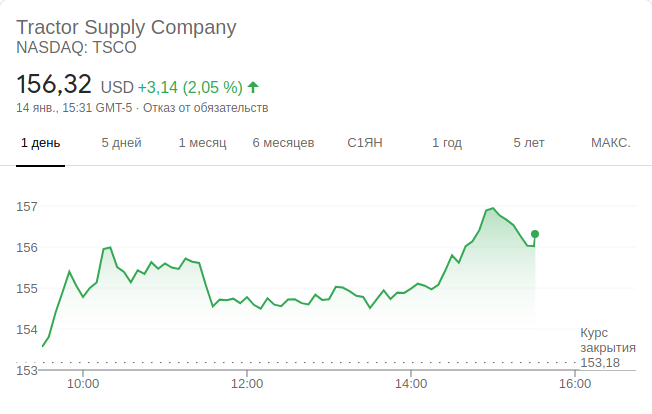 Tractor Supply Company
NASDAQ: TSCO
156,32 USD +3,14 (2,05 %)
14 янв., 15:31 GMT-5 · Отказ от обязательств
1 день 5 дней 1 месяц 6 месяцев С1ЯН 1 год 5 лет МАКС.
157
156
155
154
153
Курс
закрытия
153,18
10:00 12:00 14:00 16:00